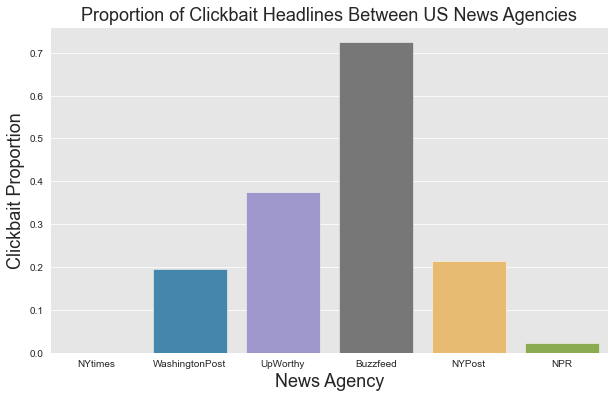 Proportion of Clickbait Headlines Between US News Agencies
Clickbait Proportion
0.7
0.6
0.5
0.4
0.3
0.2
0.1
0.0
NYtimes WashingtonPost UpWorthy Buzzfeed NYPost NPR
News Agency